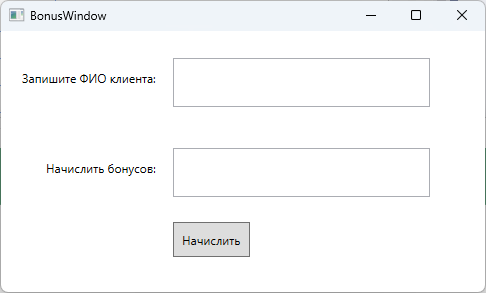 BonusWindow
Запишите ФИО клиента:
Начислить бонусов:
Начислить